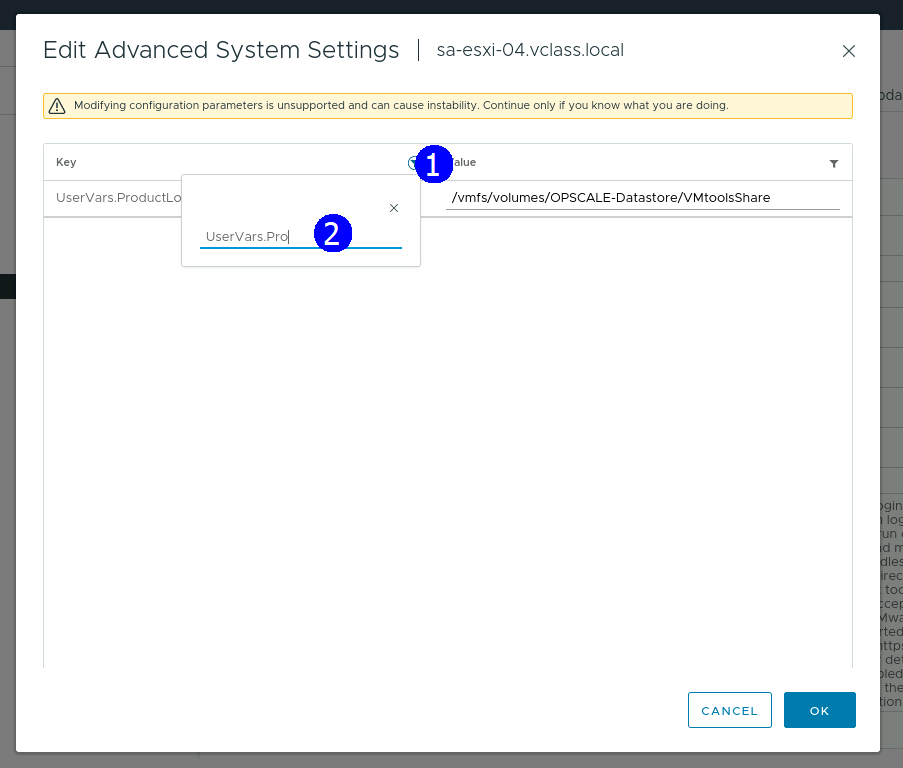 Edit Advanced System Settings | sa-esxi-04.vclass.local
Modifying configuration parameters is unsupported and can cause instability. Continue only if you know what you are doing.
Key
1
UserVars.ProductLo
/vmfs/volumes/OPSCALE-Datastore/VMtoolsShare
UserVars.Pro
2
CANCEL
OK